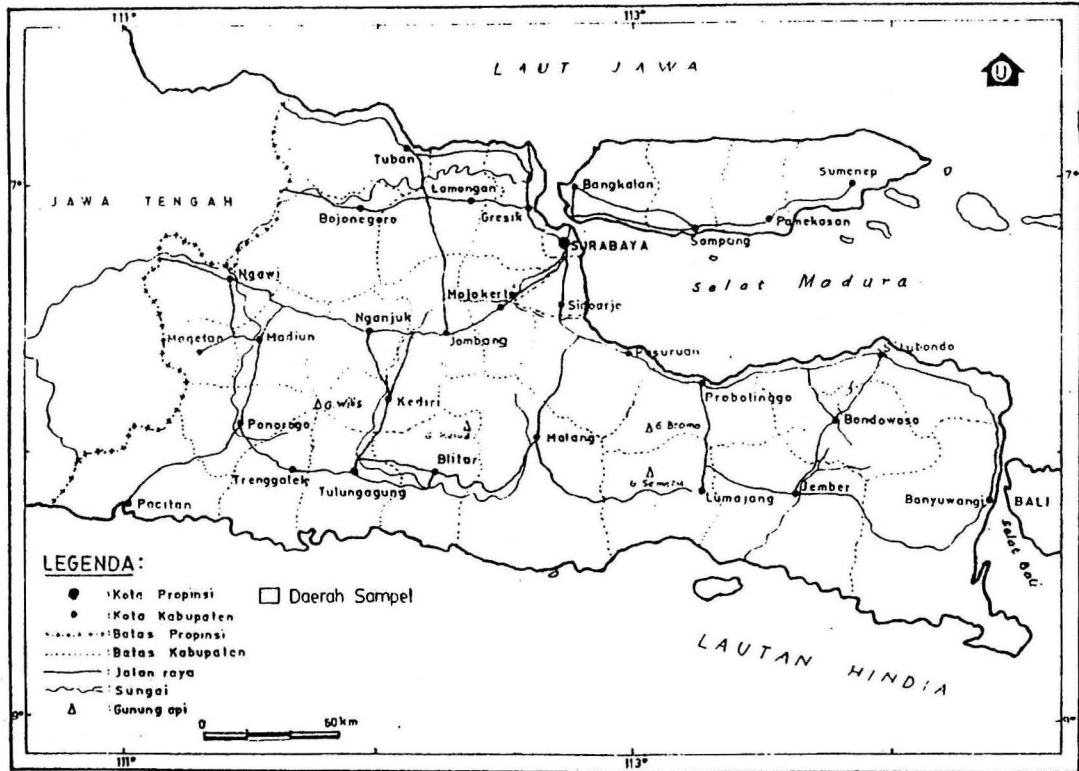 111°
113°
LAUT JAWA
U
Tuban
Lamongan
Bangkalan
Sumenep
7°
7°
JAWA TENGAH
Bojonegoro
Gresik
Pamekasan
Sampang
SURABAYA
Selat Madura
Ngawi
Sidoarjo
Nganjuk
Magetan
Madiun
Jombang
Pasuruan
Situbondo
Probolinggo
Kediri
G. Wilis
Ponorogo
G. Kelud
Malang
G. Bromo
Bondowoso
Blitar
G. Semeru
Trenggalek
Tulungagung
Lumajang
Jember
Banyuwangi
BALI
Pacitan
Selat Bali
LEGENDA:
: Kota Propinsi
Daerah Sampel
: Kota Kabupaten
: Batas Propinsi
: Batas Kabupaten
: Jalan raya
: Sungai
: Gunung api
LAUTAN HINDIA
0
60 km
9°
9°
111°
113°